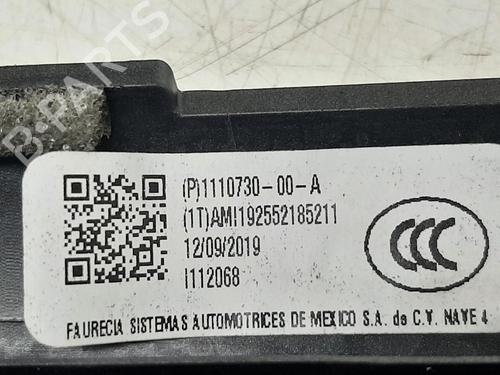 B-PARTS
(P)1110730-00-A
(1T)AMI192552185211
12/09/2019
I112068
CCC
FAURECIA SISTEMAS AUTOMOTRICES DE MEXICO S.A. de C.V. NAVE 4